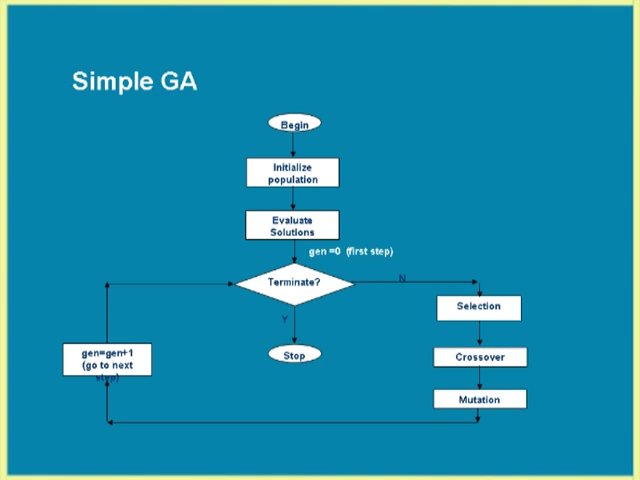 Simple GA
Begin
Initialize
population
Evaluate
Solutions
gen =0 (first step)
Terminate?
N
Selection
Y
gen=gen+1
(go to next
step)
Stop
Crossover
Mutation